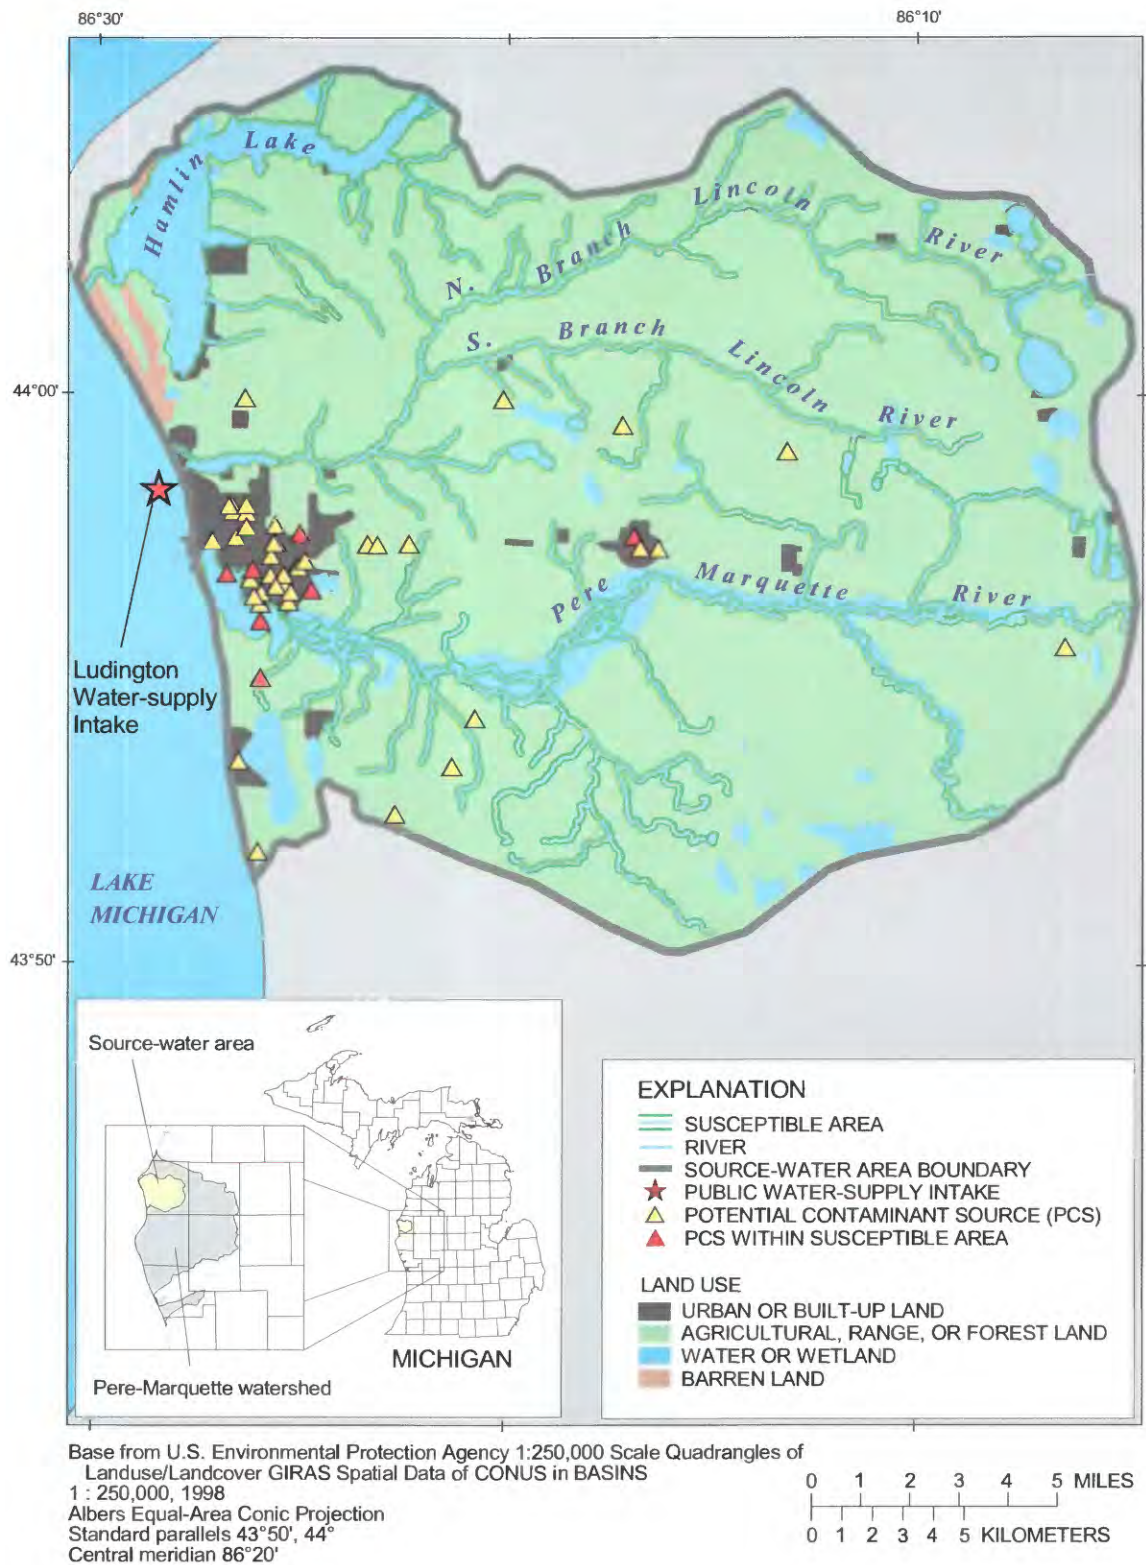 86°30'
86°10'
Hamlin Lake
N. Branch Lincoln River
S. Branch Lincoln River
44°00'
Pere Marquette River
Ludington
Water-supply
Intake
LAKE
MICHIGAN
43°50'
Source-water area
MICHIGAN
Pere-Marquette watershed
EXPLANATION
SUSCEPTIBLE AREA
RIVER
SOURCE-WATER AREA BOUNDARY
PUBLIC WATER-SUPPLY INTAKE
POTENTIAL CONTAMINANT SOURCE (PCS)
PCS WITHIN SUSCEPTIBLE AREA
LAND USE
URBAN OR BUILT-UP LAND
AGRICULTURAL, RANGE, OR FOREST LAND
WATER OR WETLAND
BARREN LAND
Base from U.S. Environmental Protection Agency 1:250,000 Scale Quadrangles of
Landuse/Landcover GIRAS Spatial Data of CONUS in BASINS
1 : 250,000, 1998
Albers Equal-Area Conic Projection
Standard parallels 43°50', 44°
Central meridian 86°20'
0 1 2 3 4 5 MILES
0 1 2 3 4 5 KILOMETERS